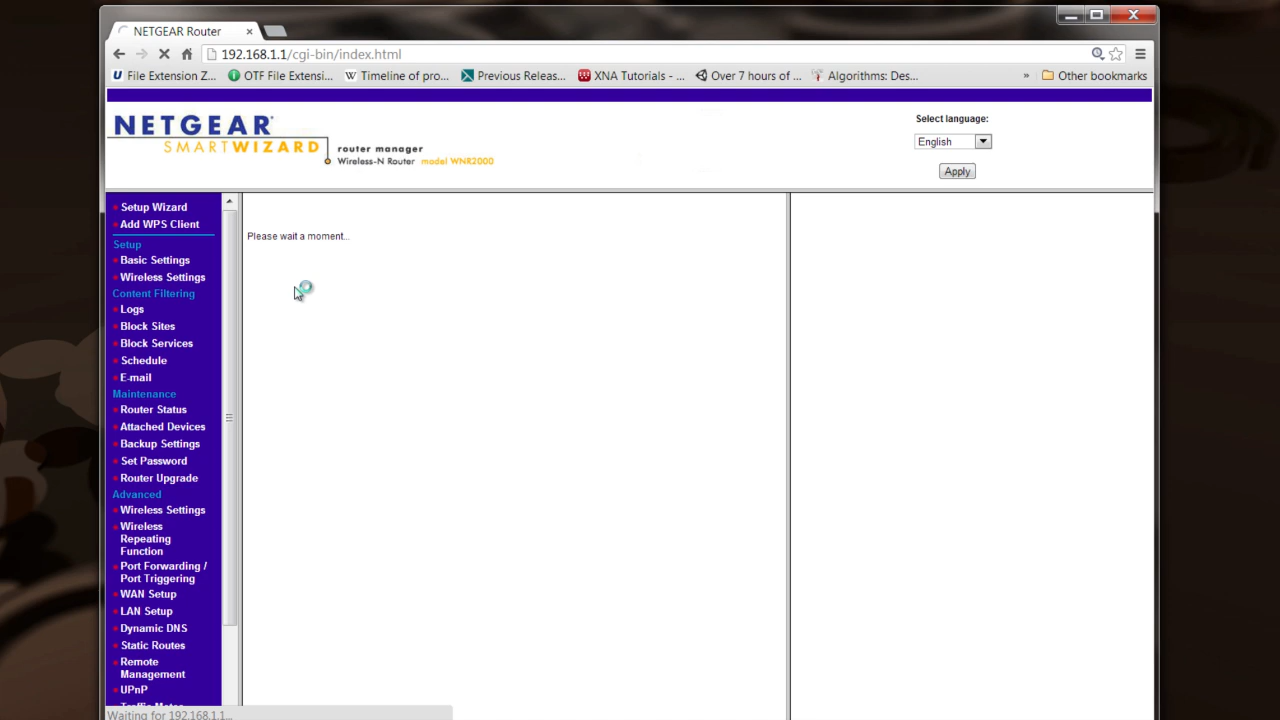 NETGEAR Router
192.168.1.1/cgi-bin/index.html
File Extension Z... OTF File Extensi... Timeline of pro... Previous Releas... XNA Tutorials - ... Over 7 hours of ... Algorithms: Des... » Other bookmarks
NETGEAR
SMARTWIZARD
router manager
Wireless-N Router model WNR2000
Select language:
English
Apply
Setup Wizard
Add WPS Client
Setup
Basic Settings
Wireless Settings
Content Filtering
Logs
Block Sites
Block Services
Schedule
E-mail
Maintenance
Router Status
Attached Devices
Backup Settings
Set Password
Router Upgrade
Advanced
Wireless Settings
Wireless
Repeating
Function
Port Forwarding /
Port Triggering
WAN Setup
LAN Setup
Dynamic DNS
Static Routes
Remote
Management
UPnP
Please wait a moment...
Waiting for 192.168.1.1...